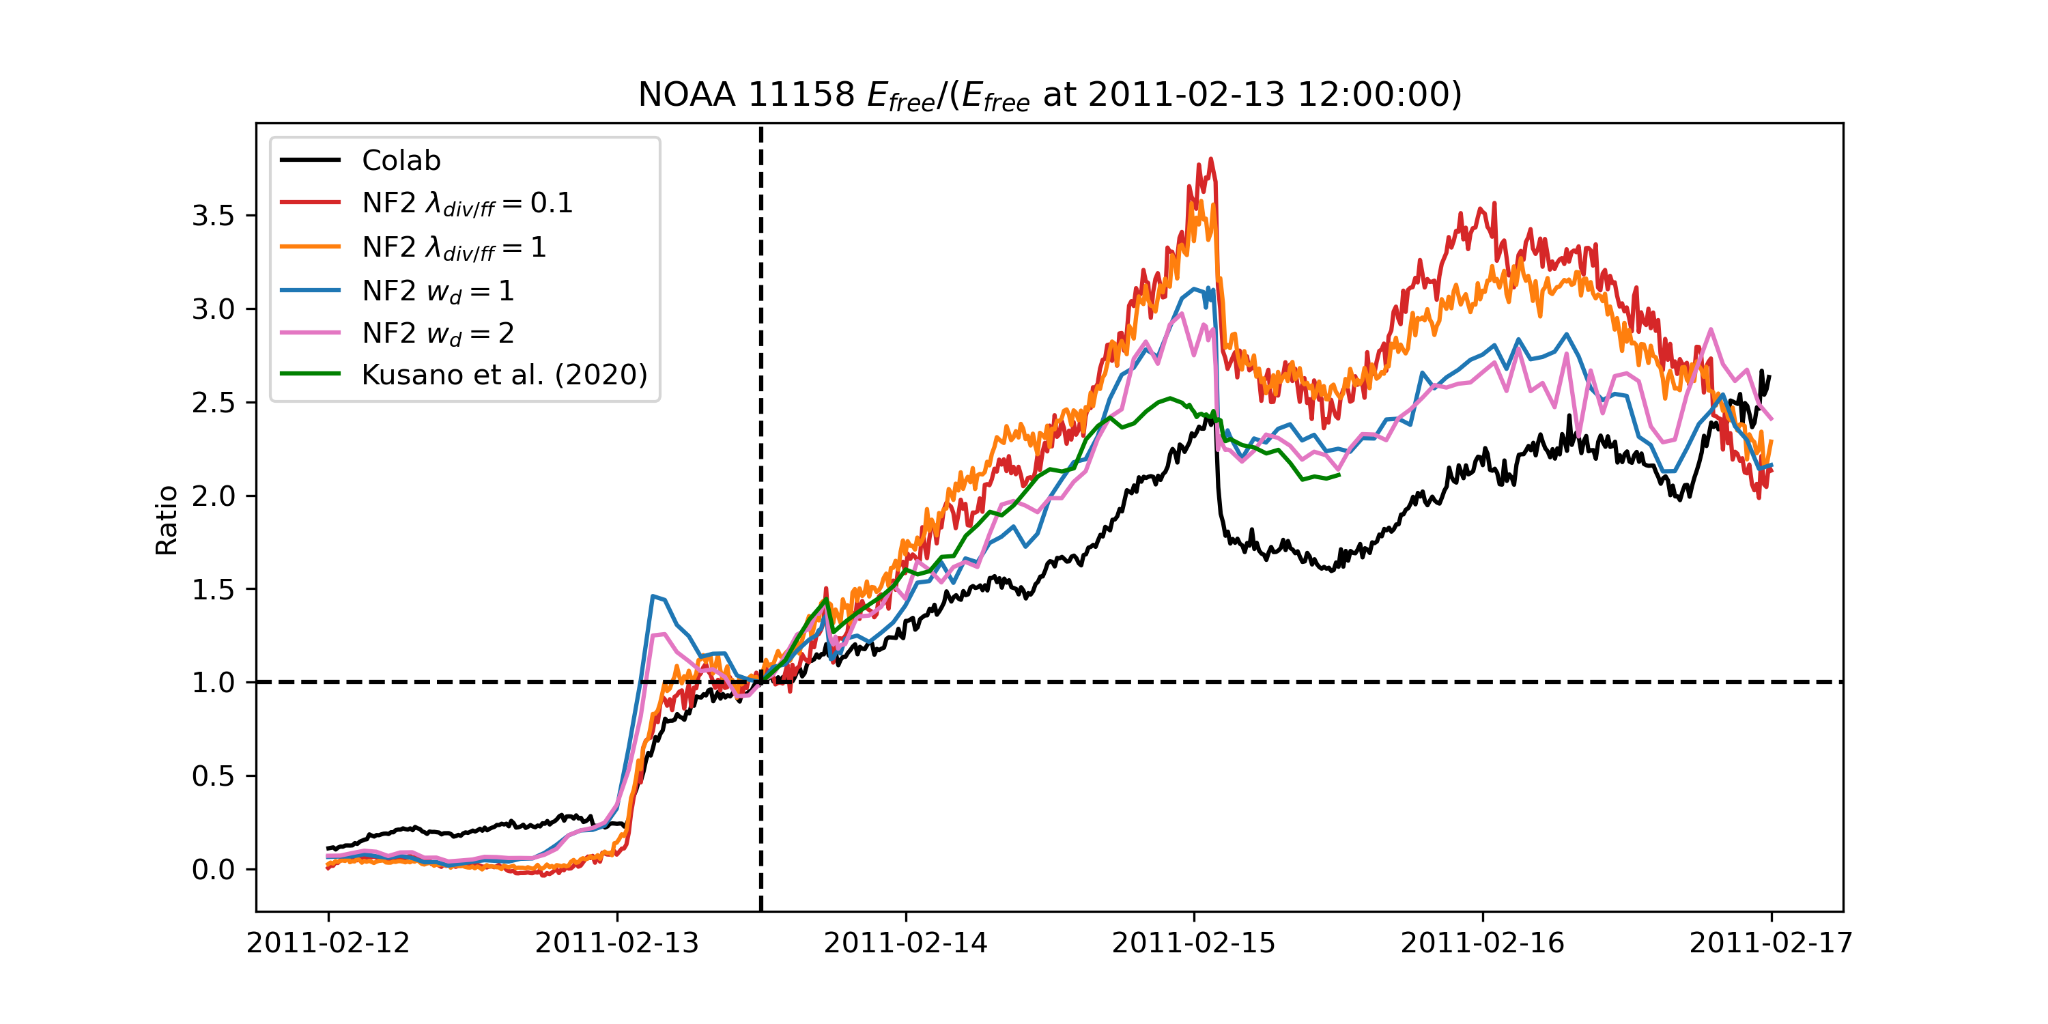 NOAA 11158 E_free/(E_free at 2011-02-13 12:00:00)
Colab
NF2 λ_div/ff = 0.1
NF2 λ_div/ff = 1
NF2 w_d = 1
NF2 w_d = 2
Kusano et al. (2020)
Ratio
3.5
3.0
2.5
2.0
1.5
1.0
0.5
0.0
2011-02-12 2011-02-13 2011-02-14 2011-02-15 2011-02-16 2011-02-17